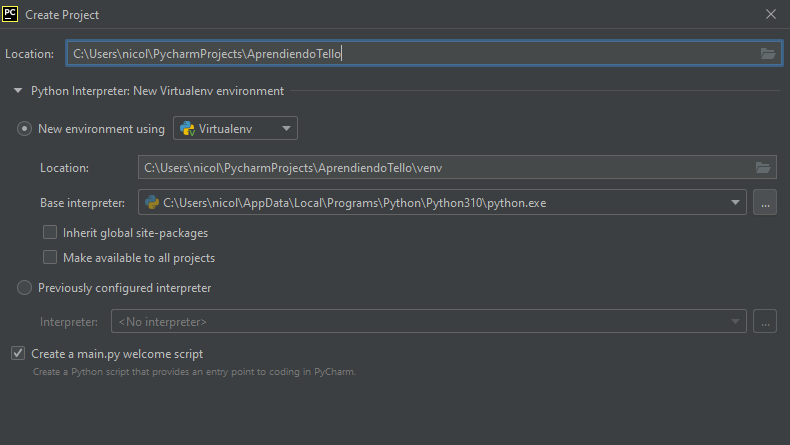 PC Create Project
Location: C:\Users\nicol\PycharmProjects\AprendiendoTello
Python Interpreter: New Virtualenv environment
New environment using Virtualenv
Location: C:\Users\nicol\PycharmProjects\AprendiendoTello\venv
Base interpreter: C:\Users\nicol\AppData\Local\Programs\Python\Python310\python.exe ...
Inherit global site-packages
Make available to all projects
Previously configured interpreter
Interpreter: <No interpreter> ...
Create a main.py welcome script
Create a Python script that provides an entry point to coding in PyCharm.